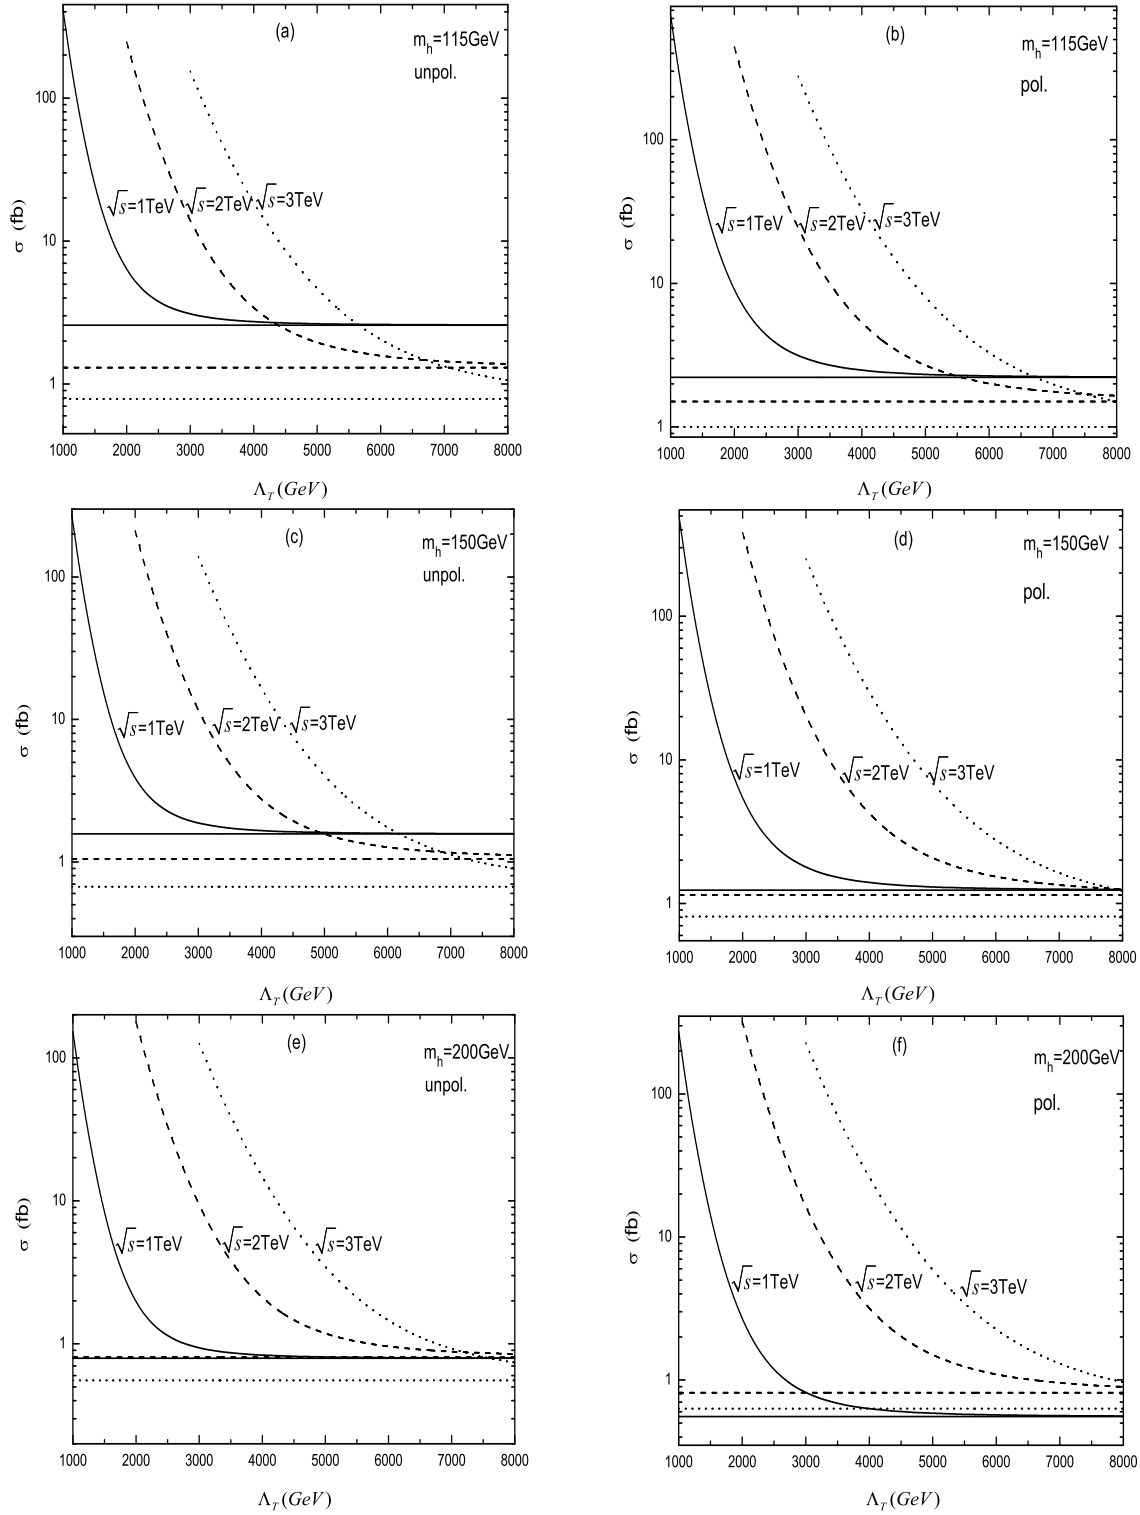 (a)
m_h=115GeV
unpol.
100
10
1
σ (fb)
√s=1TeV √s=2TeV √s=3TeV
1000 2000 3000 4000 5000 6000 7000 8000
Λ_T (GeV)
(b)
m_h=115GeV
pol.
100
10
1
σ (fb)
√s=1TeV √s=2TeV √s=3TeV
1000 2000 3000 4000 5000 6000 7000 8000
Λ_T (GeV)
(c)
m_h=150GeV
unpol.
100
10
1
σ (fb)
√s=1TeV √s=2TeV √s=3TeV
1000 2000 3000 4000 5000 6000 7000 8000
Λ_T (GeV)
(d)
m_h=150GeV
pol.
100
10
1
σ (fb)
√s=1TeV √s=2TeV √s=3TeV
1000 2000 3000 4000 5000 6000 7000 8000
Λ_T (GeV)
(e)
m_h=200GeV
unpol.
100
10
1
σ (fb)
√s=1TeV √s=2TeV √s=3TeV
1000 2000 3000 4000 5000 6000 7000 8000
Λ_T (GeV)
(f)
m_h=200GeV
pol.
100
10
1
σ (fb)
√s=1TeV √s=2TeV √s=3TeV
1000 2000 3000 4000 5000 6000 7000 8000
Λ_T (GeV)